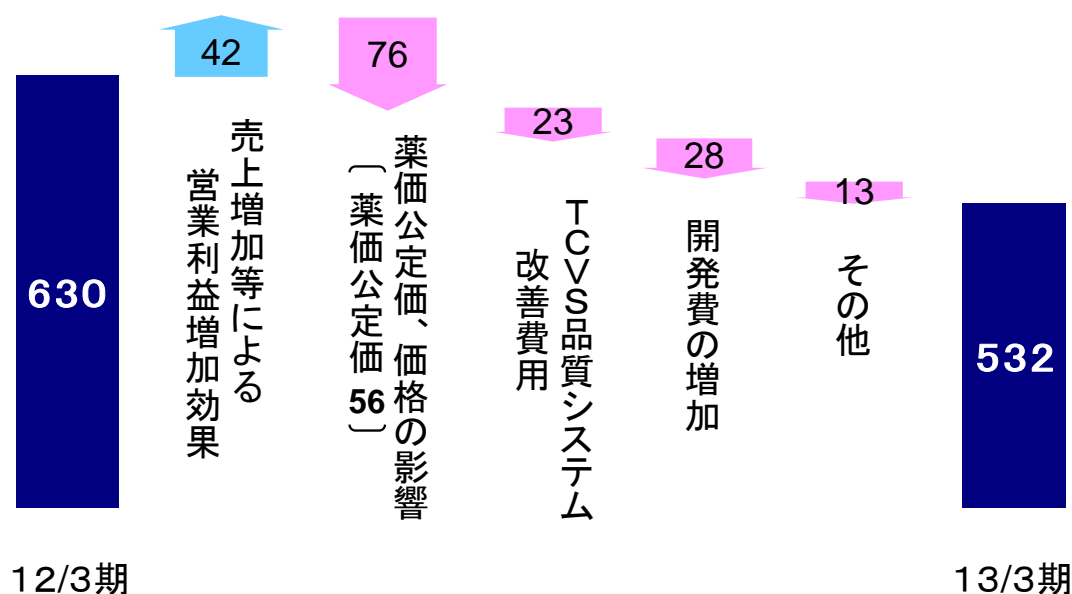 42
76
23
28
13
売上増加等による
営業利益増加効果
薬価公定価、価格の影響
〔 薬価公定価 56〕
TCVS品質システム
改善費用
開発費の増加
その他
630
532
12/3期
13/3期